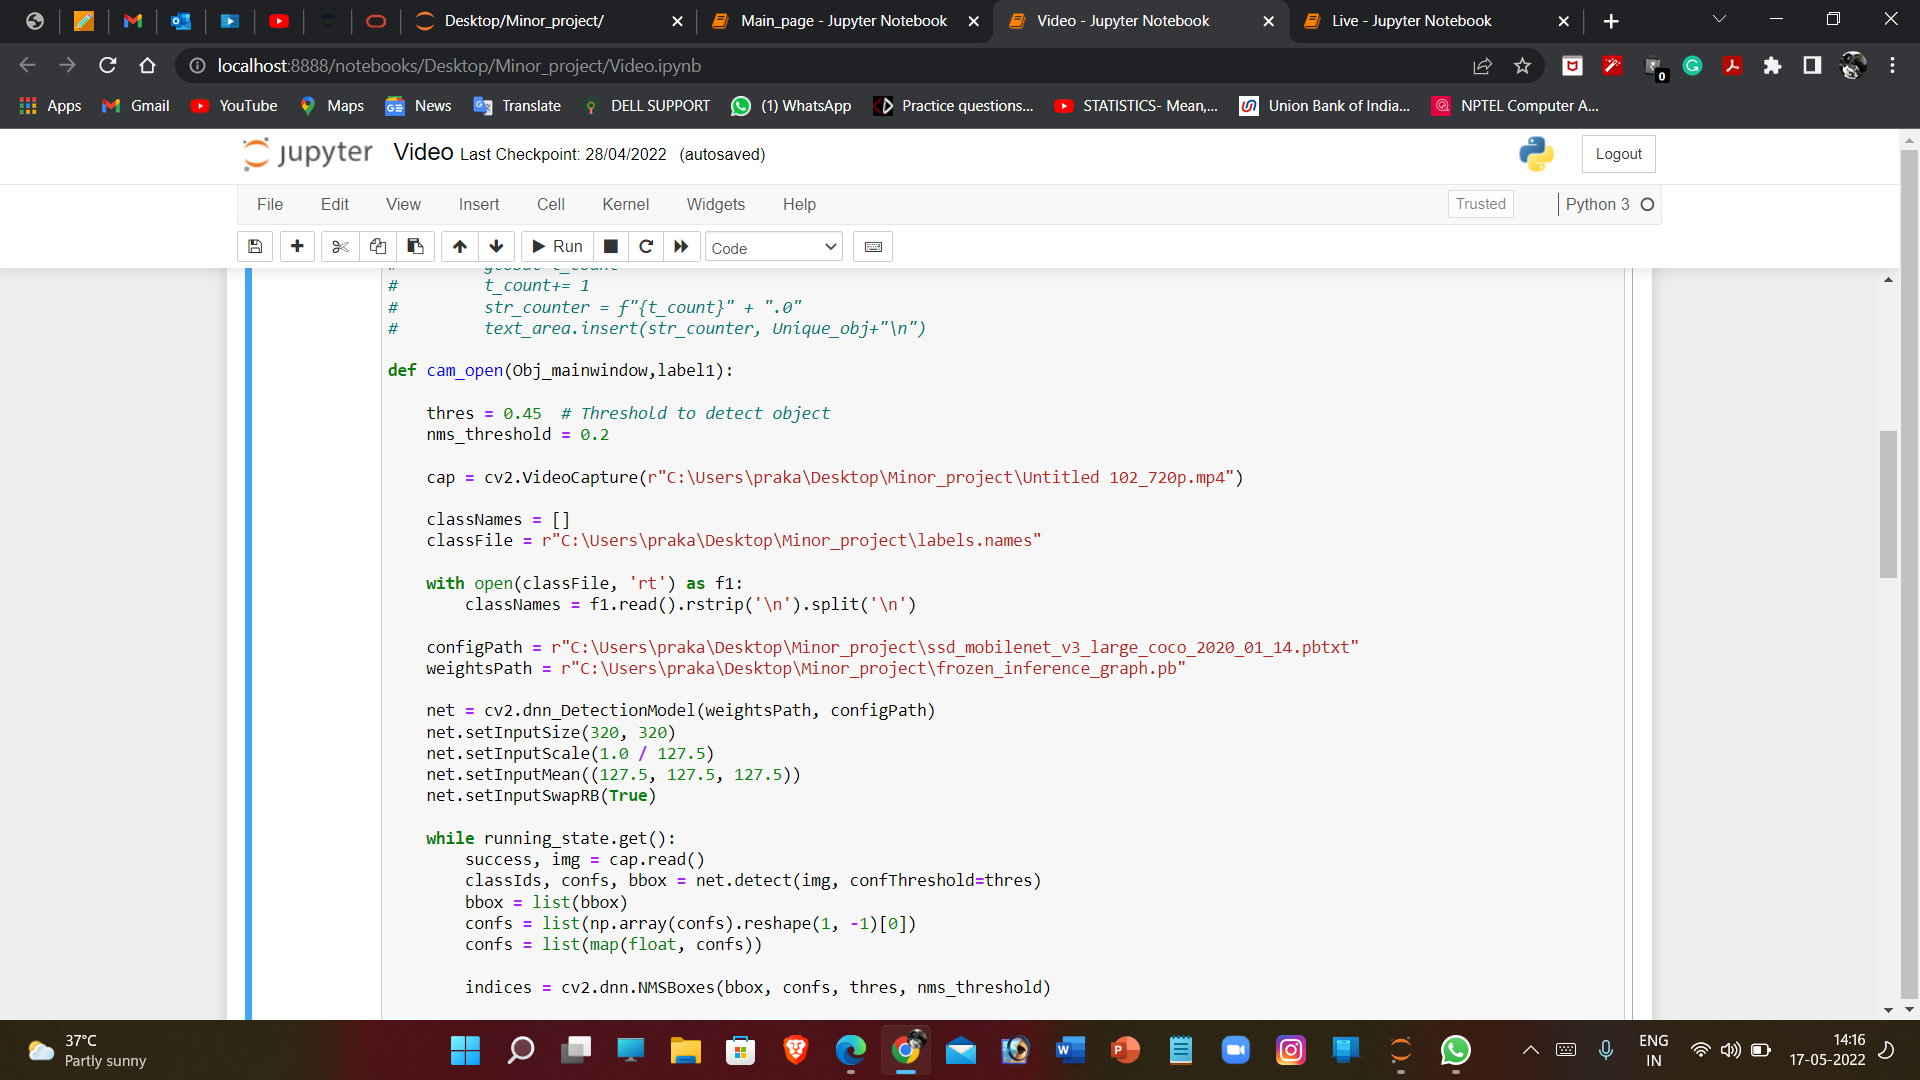 Desktop/Minor_project/
Main_page - Jupyter Notebook
Video - Jupyter Notebook
Live - Jupyter Notebook
localhost:8888/notebooks/Desktop/Minor_project/Video.ipynb
0
Apps
Gmail
YouTube
Maps
News
Translate
DELL SUPPORT
(1) WhatsApp
Practice questions...
STATISTICS- Mean,...
Union Bank of India...
NPTEL Computer A...
jupyter Video Last Checkpoint: 28/04/2022 (autosaved)
Logout
File Edit View Insert Cell Kernel Widgets Help
Trusted
Python 3
Run
Code
# global t_count
# t_count+= 1
# str_counter = f"{t_count}" + ".0"
# text_area.insert(str_counter, Unique_obj+"\n")
def cam_open(Obj_mainwindow,label1):
thres = 0.45 # Threshold to detect object
nms_threshold = 0.2
cap = cv2.VideoCapture(r"C:\Users\praka\Desktop\Minor_project\Untitled 102_720p.mp4")
classNames = []
classFile = r"C:\Users\praka\Desktop\Minor_project\labels.names"
with open(classFile, 'rt') as f1:
classNames = f1.read().rstrip('\n').split('\n')
configPath = r"C:\Users\praka\Desktop\Minor_project\ssd_mobilenet_v3_large_coco_2020_01_14.pbtxt"
weightsPath = r"C:\Users\praka\Desktop\Minor_project\frozen_inference_graph.pb"
net = cv2.dnn_DetectionModel(weightsPath, configPath)
net.setInputSize(320, 320)
net.setInputScale(1.0 / 127.5)
net.setInputMean((127.5, 127.5, 127.5))
net.setInputSwapRB(True)
while running_state.get():
success, img = cap.read()
classIds, confs, bbox = net.detect(img, confThreshold=thres)
bbox = list(bbox)
confs = list(np.array(confs).reshape(1, -1)[0])
confs = list(map(float, confs))
indices = cv2.dnn.NMSBoxes(bbox, confs, thres, nms_threshold)
37°C
Partly sunny
ENG
IN
14:16
17-05-2022